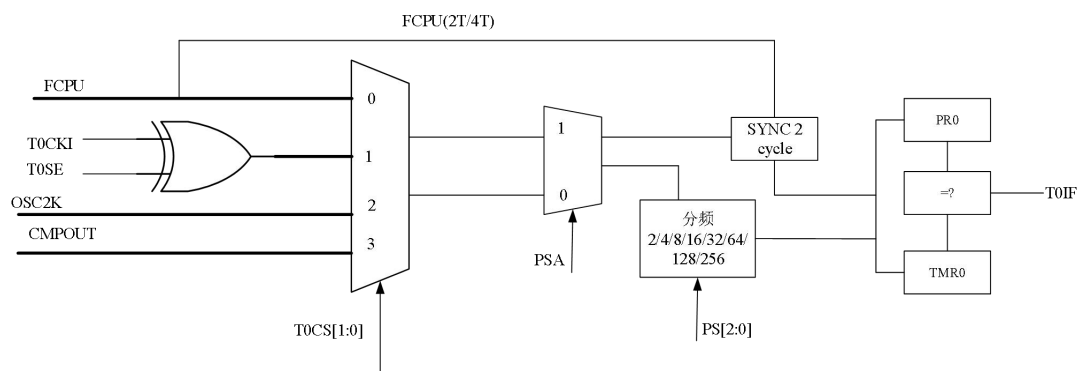 FCPU(2T/4T)
FCPU
0
T0CKI
T0SE
1
OSC2K
2
CMPOUT
3
T0CS[1:0]
1
0
PSA
SYNC 2
cycle
分频
2/4/8/16/32/64/
128/256
PS[2:0]
PR0
=?
T0IF
TMR0